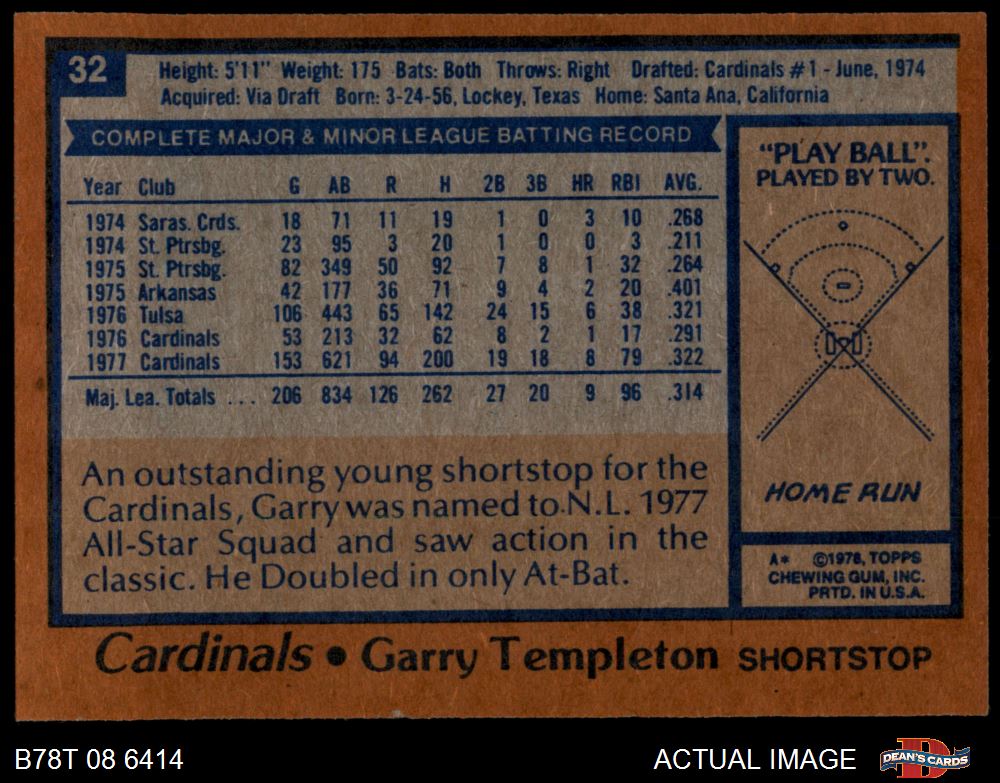 32
Height: 5'11" Weight: 175 Bats: Both Throws: Right Drafted: Cardinals #1 - June, 1974
Acquired: Via Draft Born: 3-24-56, Lockey, Texas Home: Santa Ana, California
COMPLETE MAJOR & MINOR LEAGUE BATTING RECORD
Year Club G AB R H 2B 3B HR RBI AVG.
1974 Saras. Crds. 18 71 11 19 1 0 3 10 .268
1974 St. Ptrsbg. 23 95 3 20 1 0 0 3 .211
1975 St. Ptrsbg. 82 349 50 92 7 8 1 32 .264
1975 Arkansas 42 177 36 71 9 4 2 20 .401
1976 Tulsa 106 443 65 142 24 15 6 38 .321
1976 Cardinals 53 213 32 62 8 2 1 17 .291
1977 Cardinals 153 621 94 200 19 18 8 79 .322
Maj. Lea. Totals ... 206 834 126 262 27 20 9 96 .314
An outstanding young shortstop for the
Cardinals, Garry was named to N.L. 1977
All-Star Squad and saw action in the
classic. He Doubled in only At-Bat.
"PLAY BALL".
PLAYED BY TWO.
HOME RUN
A* ©1978, TOPPS
CHEWING GUM, INC.
PRTD. IN U.S.A.
Cardinals • Garry Templeton SHORTSTOP
B78T 08 6414
ACTUAL IMAGE
DEAN'S CARDS